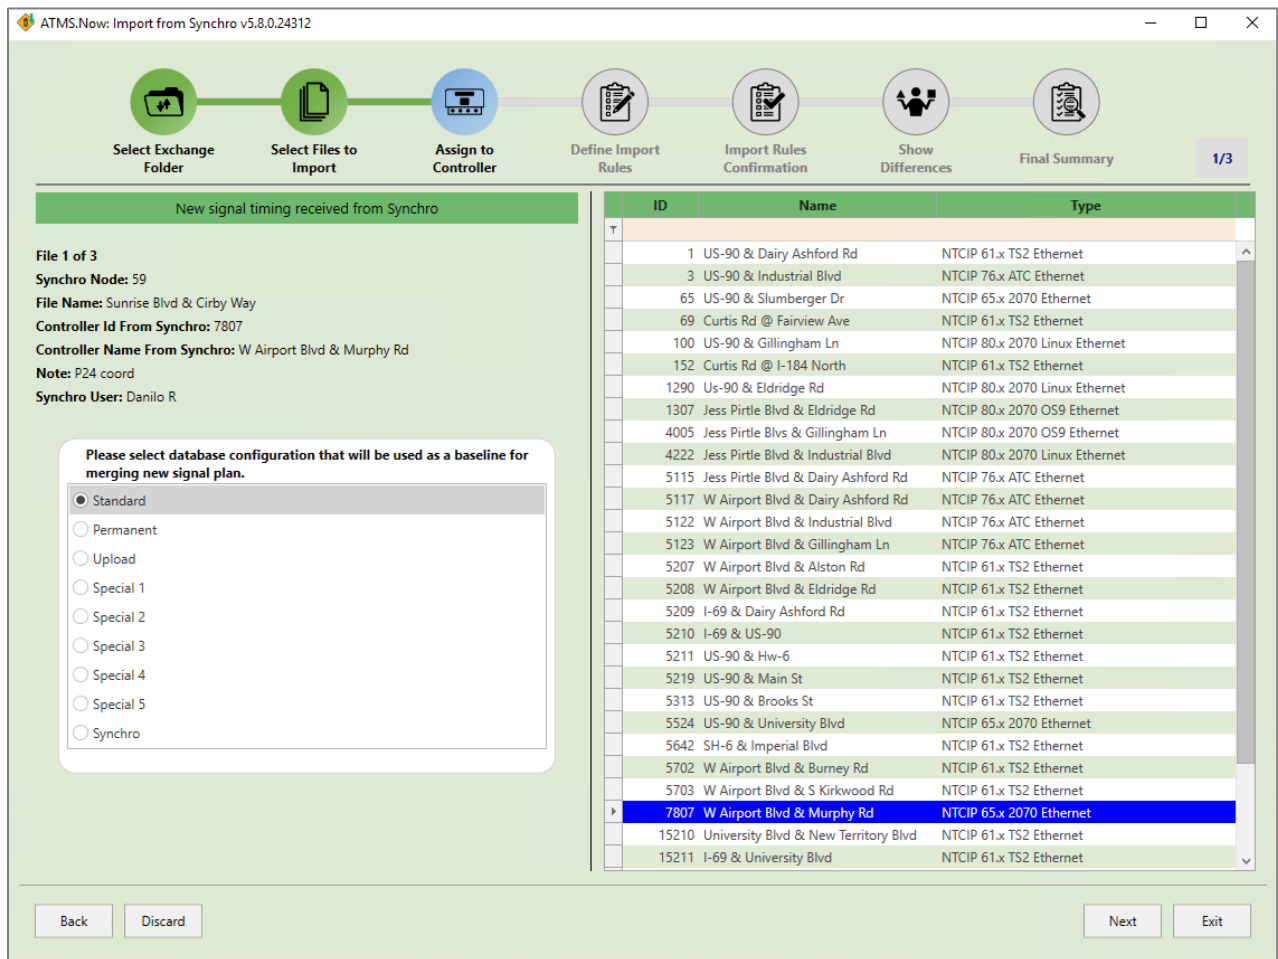 ATMS.Now: Import from Synchro v5.8.0.24312
Select Exchange
Folder
Select Files to
Import
Assign to
Controller
Define Import
Rules
Import Rules
Confirmation
Show
Differences
Final Summary
1/3
New signal timing received from Synchro
File 1 of 3
Synchro Node: 59
File Name: Sunrise Blvd & Cirby Way
Controller Id From Synchro: 7807
Controller Name From Synchro: W Airport Blvd & Murphy Rd
Note: P24 coord
Synchro User: Danilo R
Please select database configuration that will be used as a baseline for
merging new signal plan.
Standard
Permanent
Upload
Special 1
Special 2
Special 3
Special 4
Special 5
Synchro
ID Name Type
1 US-90 & Dairy Ashford Rd NTCIP 61.x TS2 Ethernet
3 US-90 & Industrial Blvd NTCIP 76.x ATC Ethernet
65 US-90 & Slumberger Dr NTCIP 65.x 2070 Ethernet
69 Curtis Rd @ Fairview Ave NTCIP 61.x TS2 Ethernet
100 US-90 & Gillingham Ln NTCIP 80.x 2070 Linux Ethernet
152 Curtis Rd @ I-184 North NTCIP 61.x TS2 Ethernet
1290 Us-90 & Eldridge Rd NTCIP 80.x 2070 Linux Ethernet
1307 Jess Pirtle Blvd & Eldridge Rd NTCIP 80.x 2070 OS9 Ethernet
4005 Jess Pirtle Blvs & Gillingham Ln NTCIP 80.x 2070 OS9 Ethernet
4222 Jess Pirtle Blvd & Industrial Blvd NTCIP 80.x 2070 Linux Ethernet
5115 Jess Pirtle Blvd & Dairy Ashford Rd NTCIP 76.x ATC Ethernet
5117 W Airport Blvd & Dairy Ashford Rd NTCIP 76.x ATC Ethernet
5122 W Airport Blvd & Industrial Blvd NTCIP 76.x ATC Ethernet
5123 W Airport Blvd & Gillingham Ln NTCIP 76.x ATC Ethernet
5207 W Airport Blvd & Alston Rd NTCIP 61.x TS2 Ethernet
5208 W Airport Blvd & Eldridge Rd NTCIP 61.x TS2 Ethernet
5209 I-69 & Dairy Ashford Rd NTCIP 61.x TS2 Ethernet
5210 I-69 & US-90 NTCIP 61.x TS2 Ethernet
5211 US-90 & Hw-6 NTCIP 61.x TS2 Ethernet
5219 US-90 & Main St NTCIP 61.x TS2 Ethernet
5313 US-90 & Brooks St NTCIP 61.x TS2 Ethernet
5524 US-90 & University Blvd NTCIP 65.x 2070 Ethernet
5642 SH-6 & Imperial Blvd NTCIP 61.x TS2 Ethernet
5702 W Airport Blvd & Burney Rd NTCIP 61.x TS2 Ethernet
5703 W Airport Blvd & S Kirkwood Rd NTCIP 61.x TS2 Ethernet
7807 W Airport Blvd & Murphy Rd NTCIP 65.x 2070 Ethernet
15210 University Blvd & New Territory Blvd NTCIP 61.x TS2 Ethernet
15211 I-69 & University Blvd NTCIP 61.x TS2 Ethernet
Back Discard Next Exit